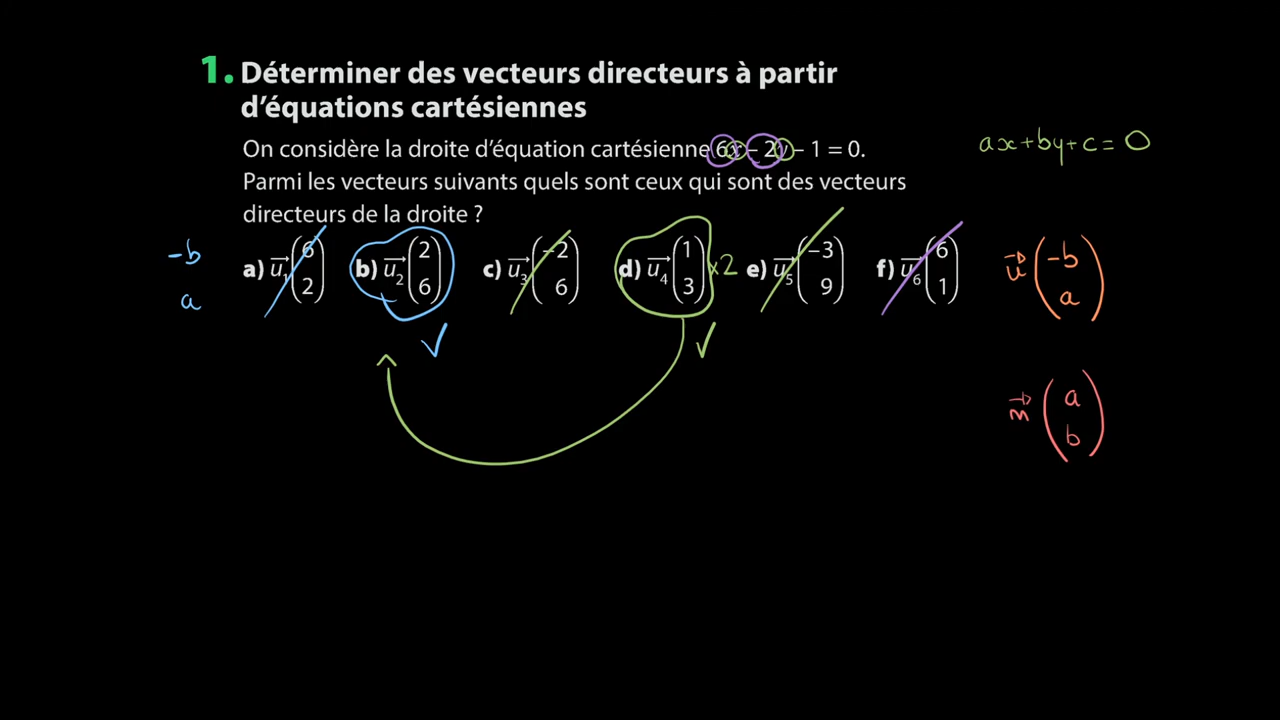 1. Déterminer des vecteurs directeurs à partir
d'équations cartésiennes
On considère la droite d'équation cartésienne 6x – 2y – 1 = 0.
ax + by + c = 0
Parmi les vecteurs suivants quels sont ceux qui sont des vecteurs
directeurs de la droite ?
-b
a
a) u₁ (6 2)
b) u₂ (2 6)
c) u₃ (–2 6)
d) u₄ (1 3)
x2
e) u₅ (–3 9)
f) u₆ (6 1)
u (-b a)
n (a b)